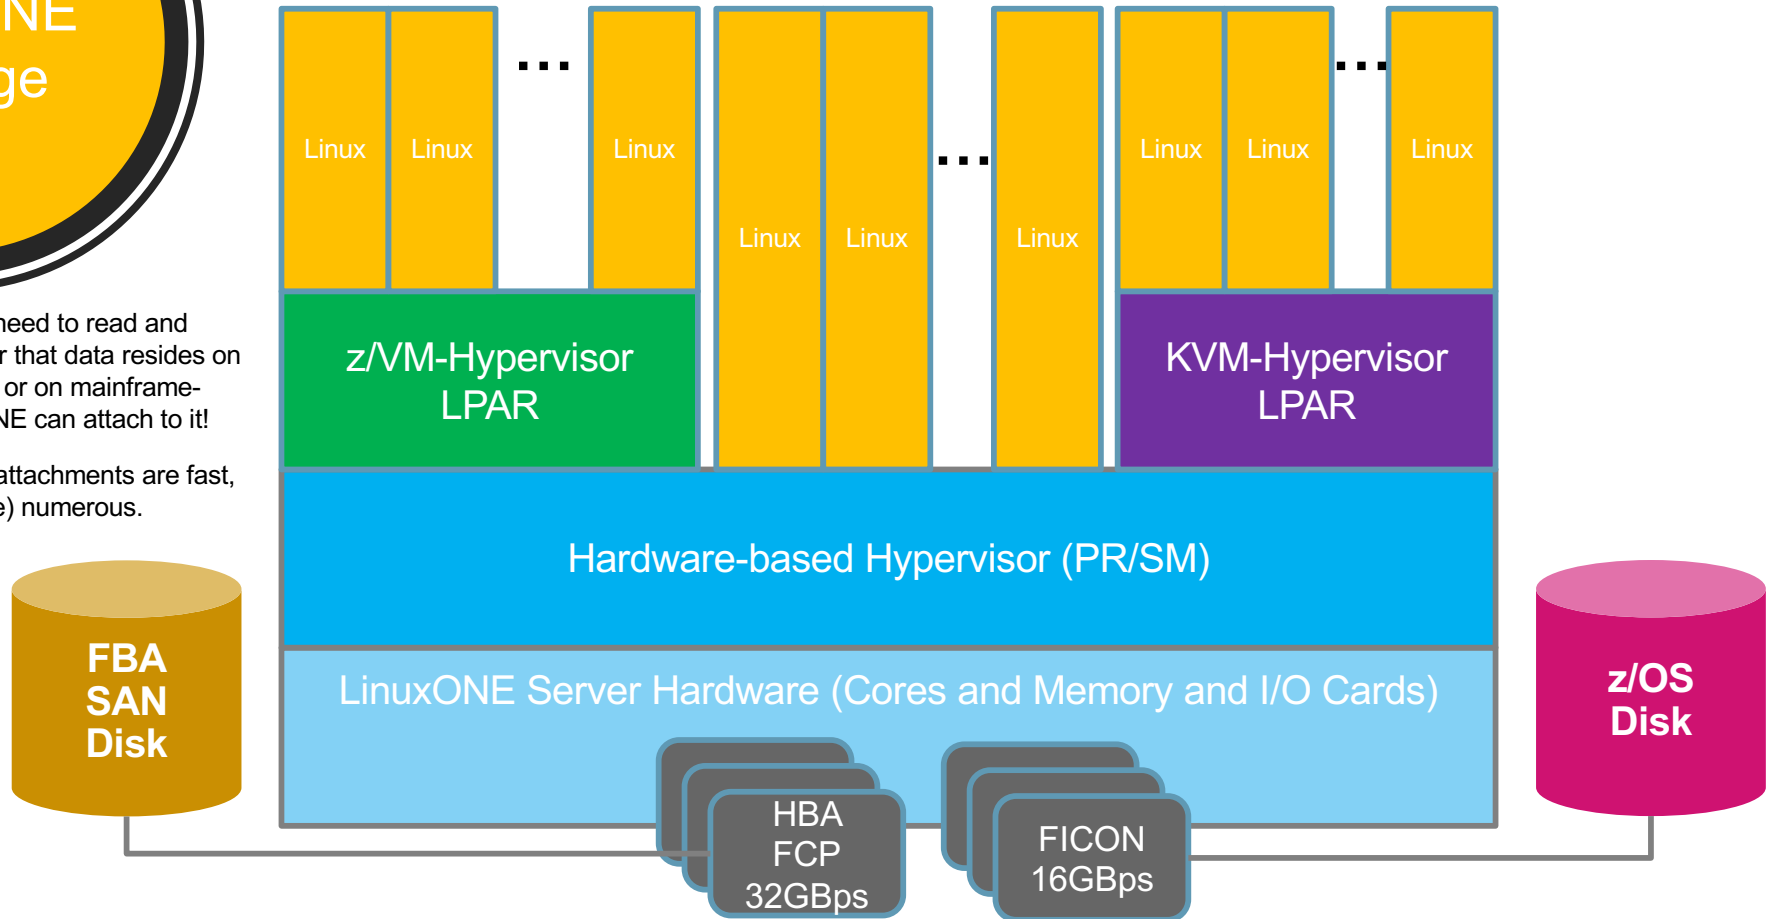 NE
ge
need to read and
r that data resides on
or on mainframe-
NE can attach to it!
attachments are fast,
e) numerous.
...
...
...
Linux
Linux
Linux
Linux
Linux
Linux
Linux
Linux
Linux
z/VM-Hypervisor
LPAR
KVM-Hypervisor
LPAR
Hardware-based Hypervisor (PR/SM)
LinuxONE Server Hardware (Cores and Memory and I/O Cards)
FBA
SAN
Disk
HBA
FCP
32GBps
FICON
16GBps
z/OS
Disk